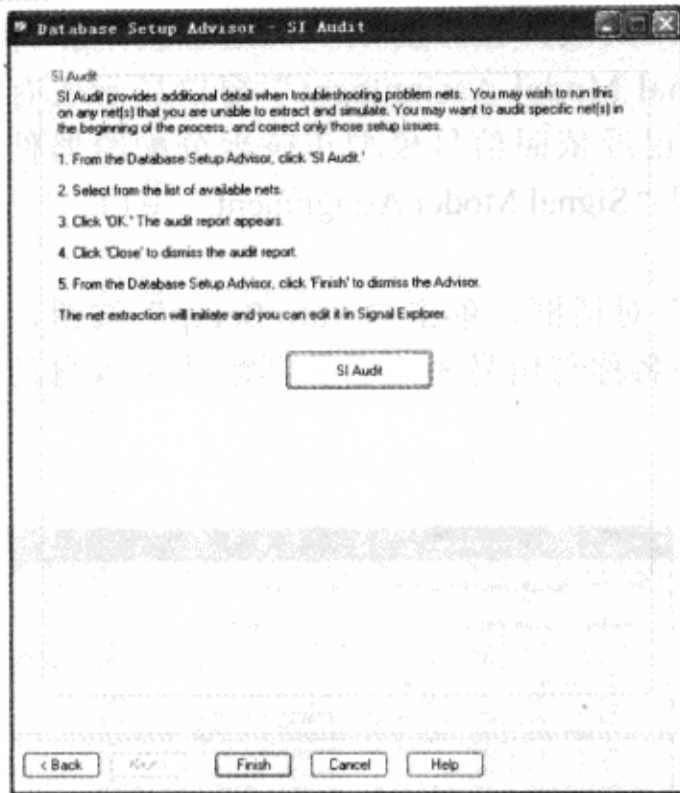 Database Setup Advisor - SI Audit
SI Audit
SI Audit provides additional detail when troubleshooting problem nets. You may wish to run this
on any net(s) that you are unable to extract and simulate. You may want to audit specific net(s) in
the beginning of the process, and correct only those setup issues.
1. From the Database Setup Advisor, click 'SI Audit.'
2. Select from the list of available nets.
3. Click 'OK.' The audit report appears.
4. Click 'Close' to dismiss the audit report.
5. From the Database Setup Advisor, click 'Finish' to dismiss the Advisor.
The net extraction will initiate and you can edit it in Signal Explorer.
SI Audit
< Back
Finish
Cancel
Help